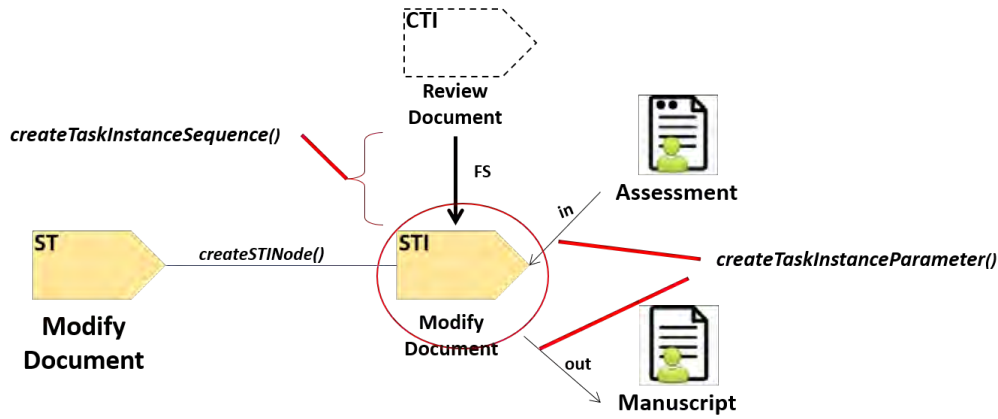 CTI
Review
Document
createTaskInstanceSequence()
FS
Assessment
in
ST
createSTINode()
STI
createTaskInstanceParameter()
Modify
Document
Modify
Document
out
Manuscript